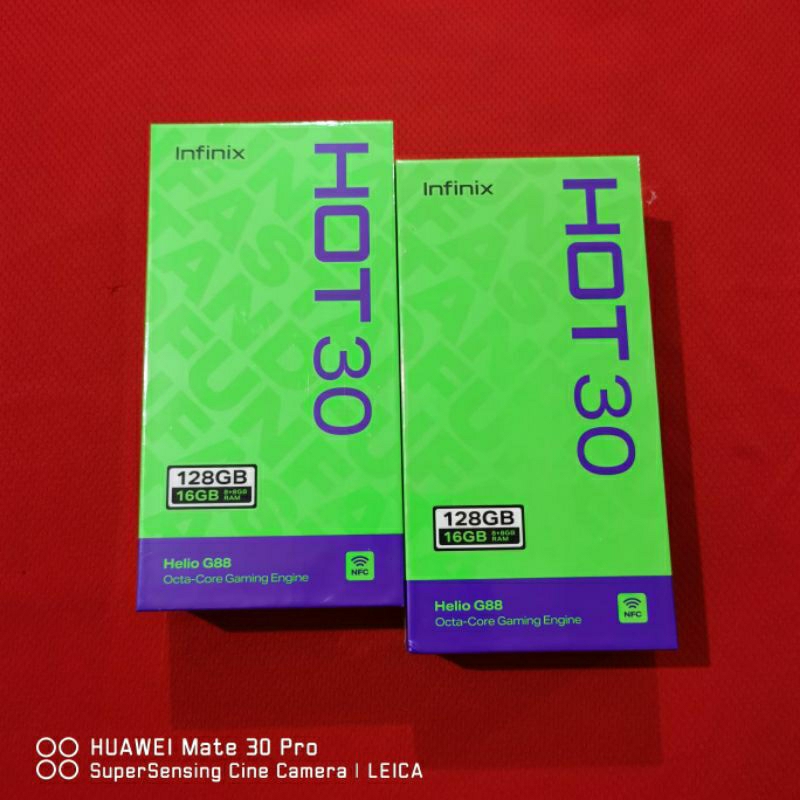 Infinix
HOT 30
128GB
16GB 8+8GB RAM
Helio G88
Octa-Core Gaming Engine
NFC
Infinix
HOT 30
128GB
16GB 8+8GB RAM
Helio G88
Octa-Core Gaming Engine
NFC
HUAWEI Mate 30 Pro
SuperSensing Cine Camera | LEICA